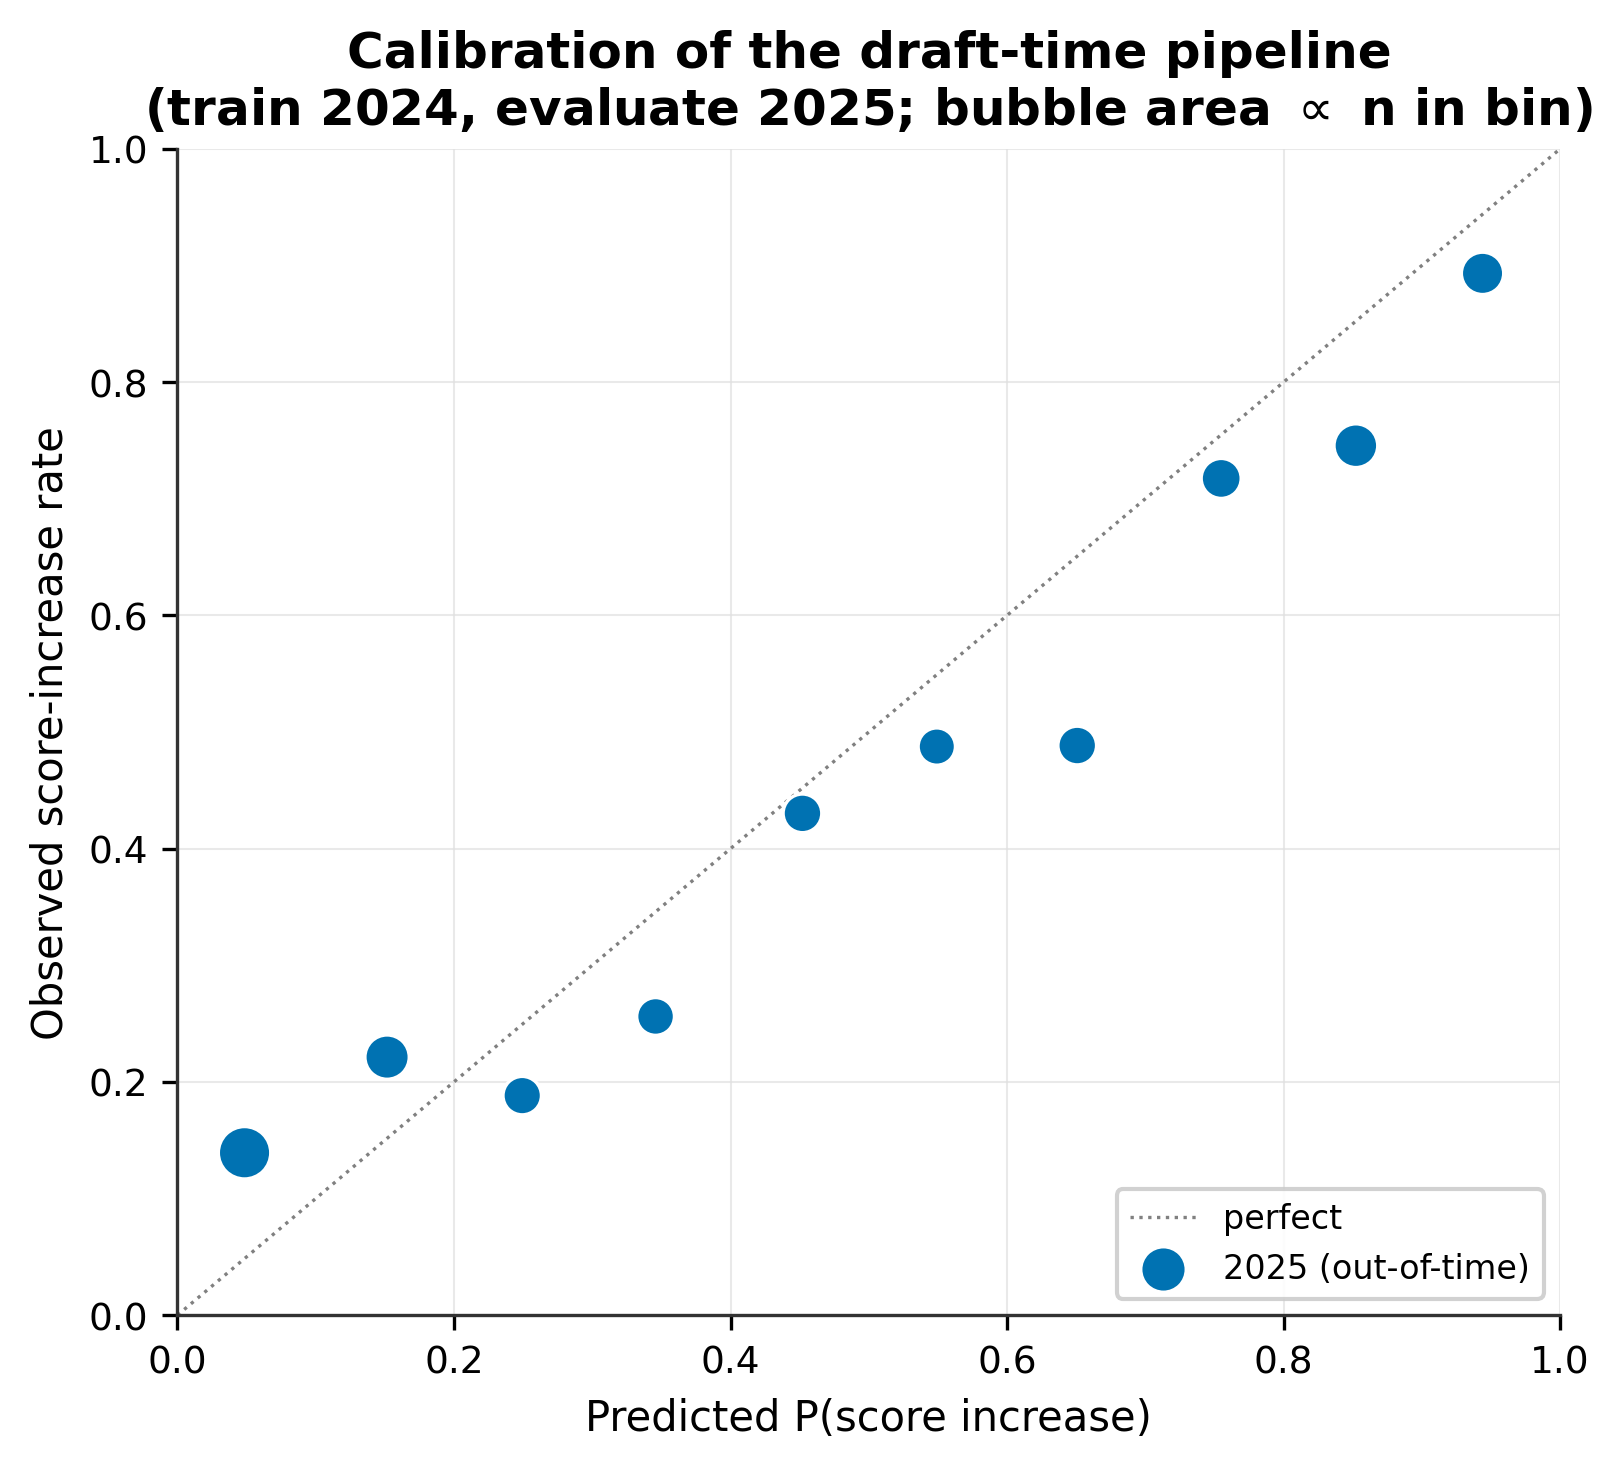 Calibration of the draft-time pipeline
(train 2024, evaluate 2025; bubble area ∝ n in bin)
1.0
0.8
0.6
0.4
0.2
0.0
Observed score-increase rate
perfect
2025 (out-of-time)
0.0 0.2 0.4 0.6 0.8 1.0
Predicted P(score increase)